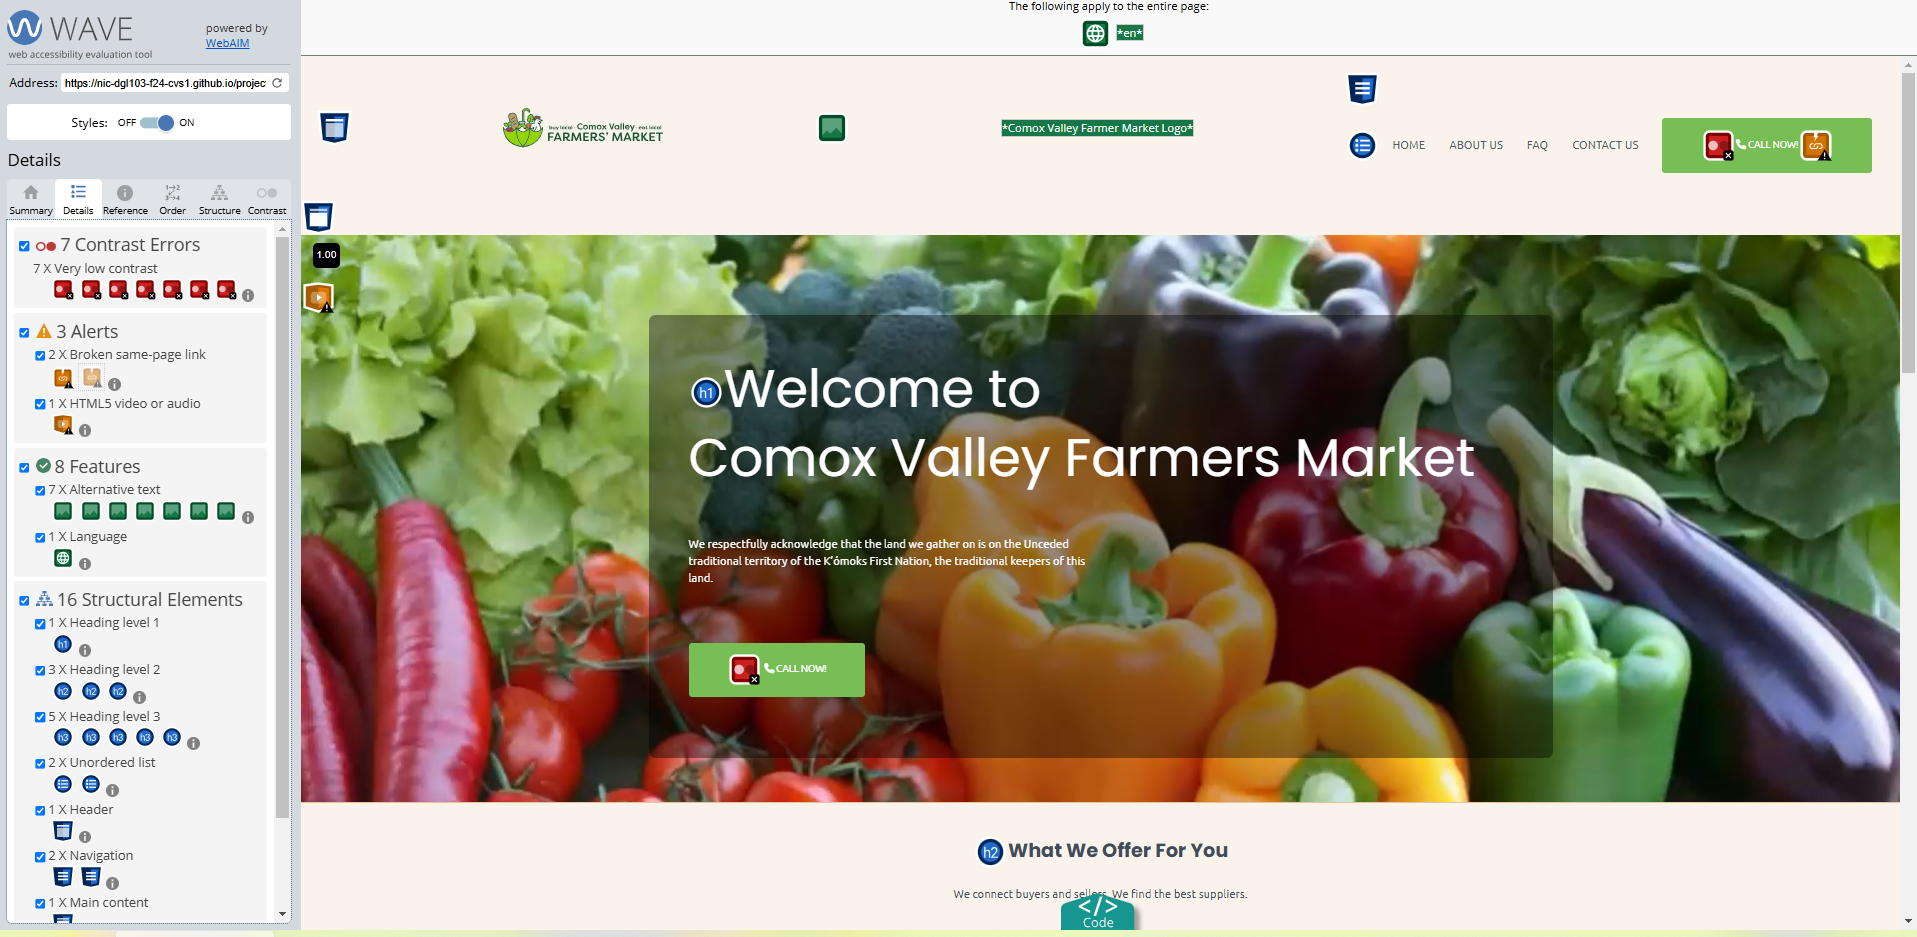 WAVE
web accessibility evaluation tool
powered by
WebAIM
Address: https://nic-dgl103-f24-cvs1.github.io/projec
Styles: OFF ON
Details
Summary Details Reference Order Structure Contrast
7 Contrast Errors
7 X Very low contrast
3 Alerts
2 X Broken same-page link
1 X HTML5 video or audio
8 Features
7 X Alternative text
1 X Language
16 Structural Elements
1 X Heading level 1
h1
3 X Heading level 2
h2 h2 h2
5 X Heading level 3
h3 h3 h3 h3 h3
2 X Unordered list
1 X Header
2 X Navigation
1 X Main content
The following apply to the entire page:
*en*
buy local · Comox Valley · eat local
FARMERS' MARKET
*Comox Valley Farmer Market Logo*
HOME ABOUT US FAQ CONTACT US
CALL NOW!
1.00
h1 Welcome to
Comox Valley Farmers Market
We respectfully acknowledge that the land we gather on is on the Unceded
traditional territory of the K'ómoks First Nation, the traditional keepers of this
land.
CALL NOW!
h2 What We Offer For You
We connect buyers and sellers. We find the best suppliers.
</> 
Code